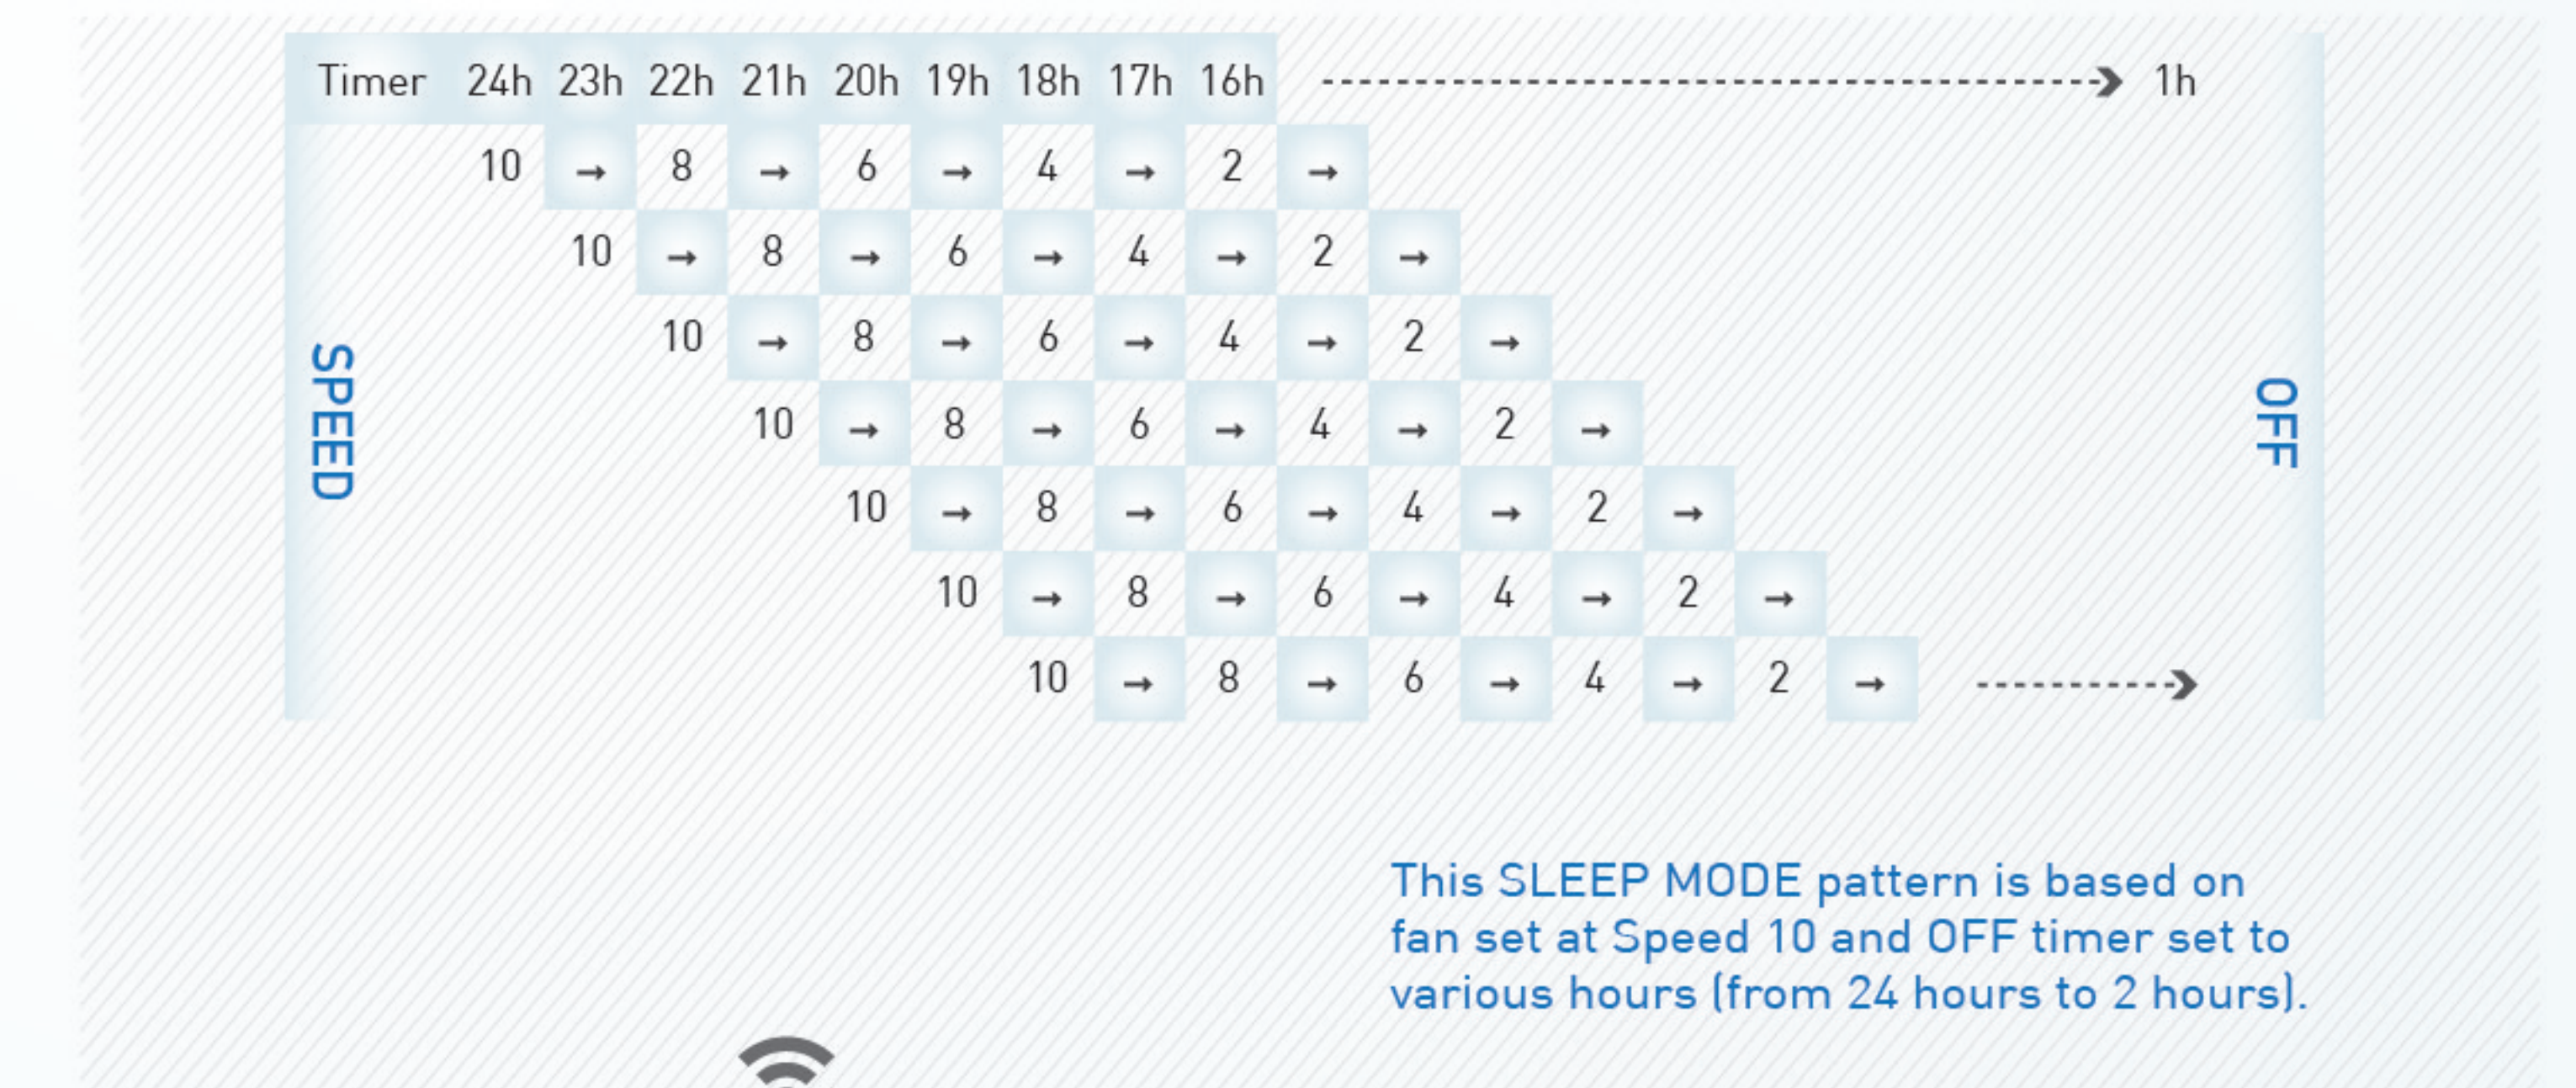 Timer 24h 23h 22h 21h 20h 19h 18h 17h 16h 1h
10 → 8 → 6 → 4 → 2 →
10 → 8 → 6 → 4 → 2 →
10 → 8 → 6 → 4 → 2 →
10 → 8 → 6 → 4 → 2 →
10 → 8 → 6 → 4 → 2 →
10 → 8 → 6 → 4 → 2 →
10 → 8 → 6 → 4 → 2 →
SPEED
OFF
This SLEEP MODE pattern is based on
fan set at Speed 10 and OFF timer set to
various hours (from 24 hours to 2 hours).